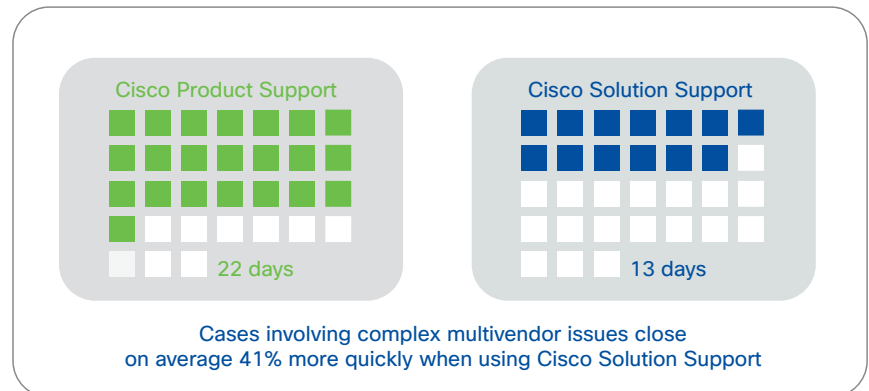 Cisco Product Support
22 days
Cisco Solution Support
13 days
Cases involving complex multivendor issues close
on average 41% more quickly when using Cisco Solution Support